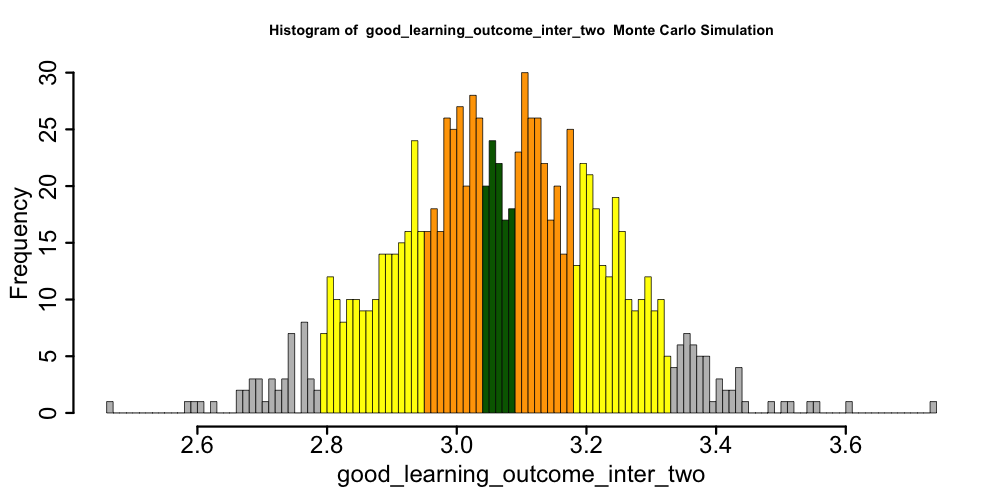 Histogram of  good_learning_outcome_inter_two  Monte Carlo Simulation
30
25
20
15
10
5
0
Frequency
2.6 2.8 3.0 3.2 3.4 3.6
good_learning_outcome_inter_two